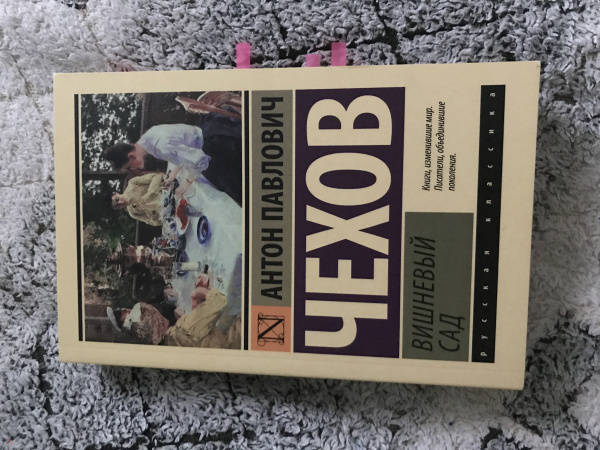 АНТОН ПАВЛОВИЧ
ЧЕХОВ
ВИШНЕВЫЙ
САД
Книги, изменившие мир.
Писатели, объединившие
поколения.
русская классика